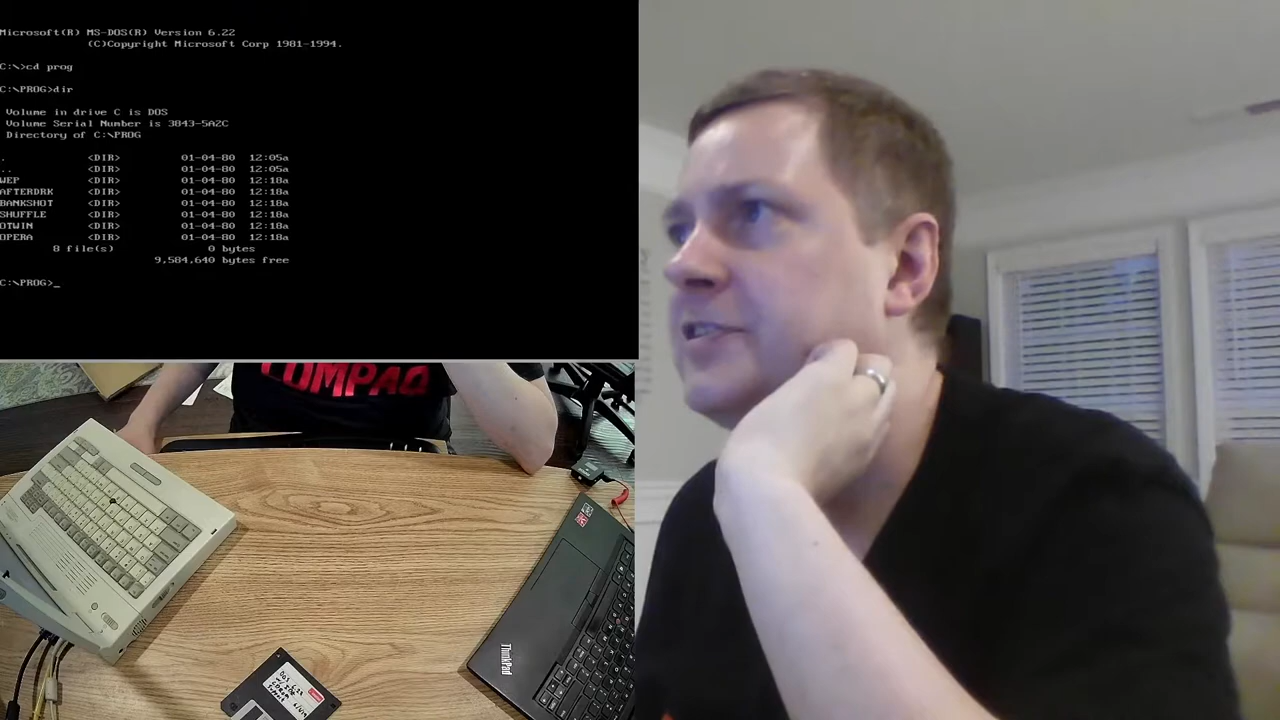 Microsoft(R) MS-DOS(R) Version 6.22
(C)Copyright Microsoft Corp 1981-1994.
C:\>cd prog
C:\PROG>dir
Volume in drive C is DOS
Volume Serial Number is 3843-5A2C
Directory of C:\PROG
. <DIR> 01-04-80 12:05a
.. <DIR> 01-04-80 12:05a
WEP <DIR> 01-04-80 12:18a
AFTERDRK <DIR> 01-04-80 12:18a
BANKSHOT <DIR> 01-04-80 12:18a
SHUFFLE <DIR> 01-04-80 12:18a
OTWIN <DIR> 01-04-80 12:18a
OPERA <DIR> 01-04-80 12:18a
8 file(s) 0 bytes
9,584,640 bytes free
C:\PROG>_
COMPAQ
ThinkPad
DOS 6.22
CDROM